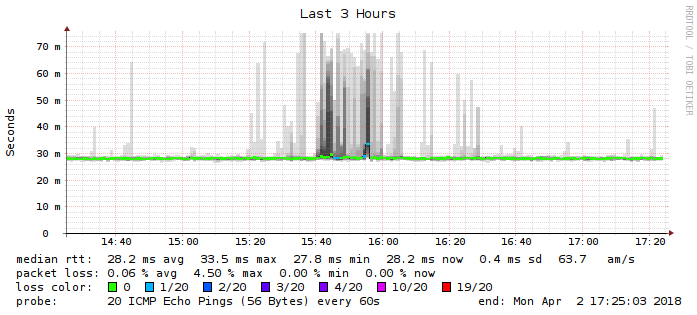 Last 3 Hours
RRDTOOL / TOBI OETIKER
Seconds
70 m
60 m
50 m
40 m
30 m
20 m
10 m
0
14:40 15:00 15:20 15:40 16:00 16:20 16:40 17:00 17:20
median rtt: 28.2 ms avg 33.5 ms max 27.8 ms min 28.2 ms now 0.4 ms sd 63.7 am/s
packet loss: 0.06 % avg 4.50 % max 0.00 % min 0.00 % now
loss color: 0 1/20 2/20 3/20 4/20 10/20 19/20
probe: 20 ICMP Echo Pings (56 Bytes) every 60s end: Mon Apr 2 17:25:03 2018